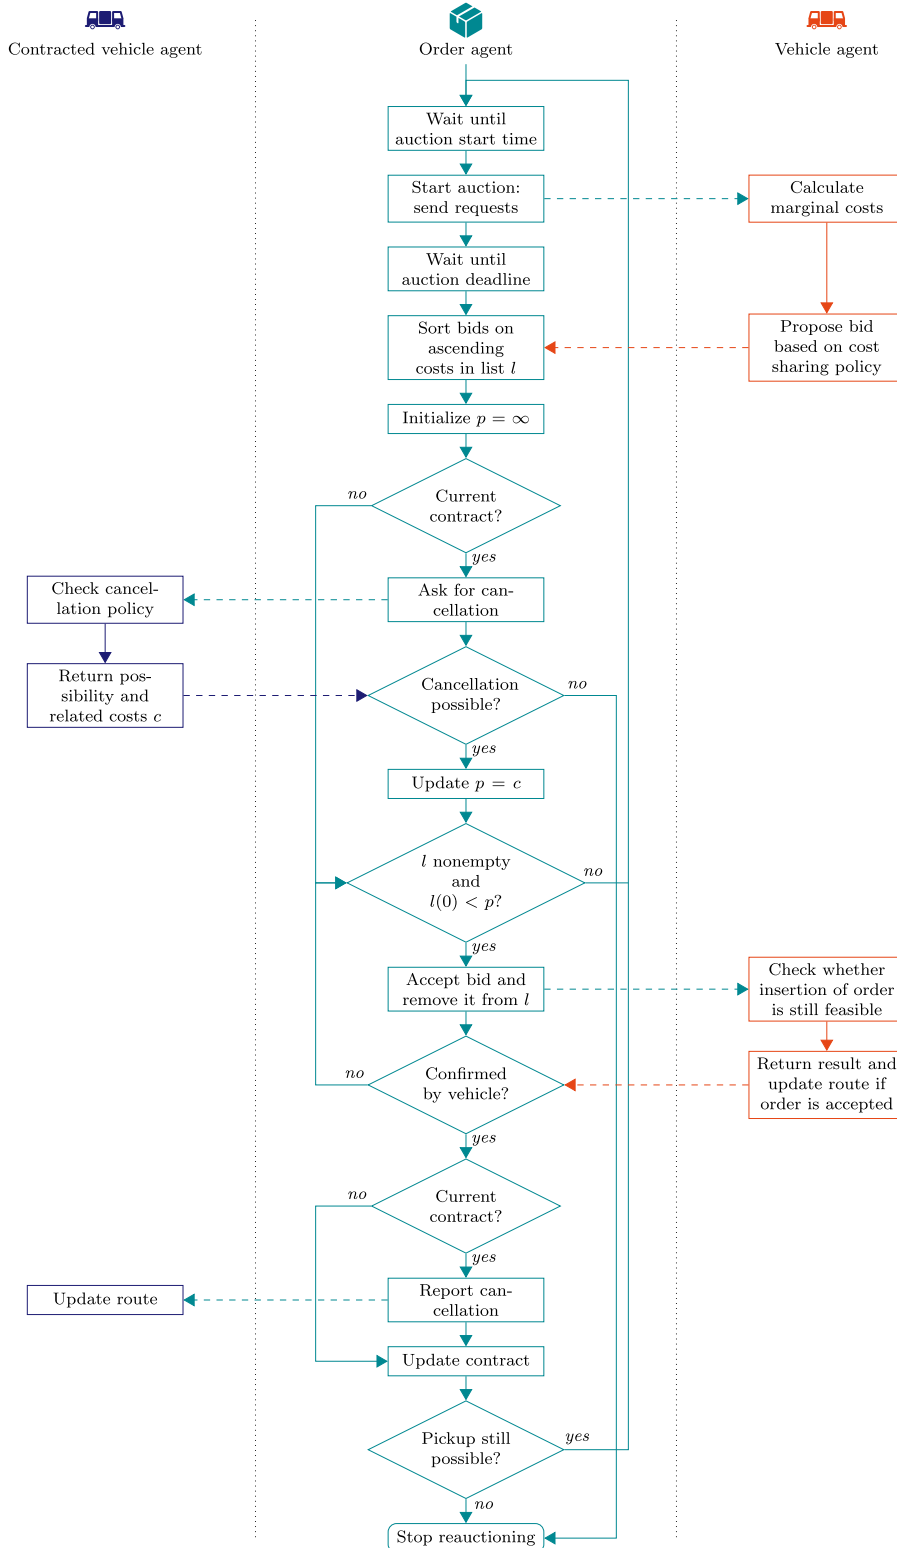 Contracted vehicle agent
Order agent
Vehicle agent
Wait until
auction start time
Start auction:
send requests
Calculate
marginal costs
Wait until
auction deadline
Sort bids on
ascending
costs in list l
Propose bid
based on cost
sharing policy
Initialize p = ∞
no
Current
contract?
yes
Check cancel-
lation policy
Ask for can-
cellation
Return pos-
sibility and
related costs c
Cancellation
possible?
no
yes
Update p = c
l nonempty
and
l(0) < p?
no
yes
Accept bid and
remove it from l
Check whether
insertion of order
is still feasible
no
Confirmed
by vehicle?
Return result and
update route if
order is accepted
yes
no
Current
contract?
yes
Update route
Report can-
cellation
Update contract
Pickup still
possible?
yes
no
Stop reauctioning